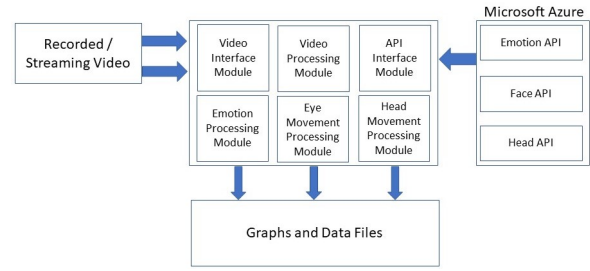 Microsoft Azure
Recorded /
Streaming Video
Video
Interface
Module
Video
Processing
Module
API
Interface
Module
Emotion API
Face API
Head API
Emotion
Processing
Module
Eye
Movement
Processing
Module
Head
Movement
Processing
Module
Graphs and Data Files